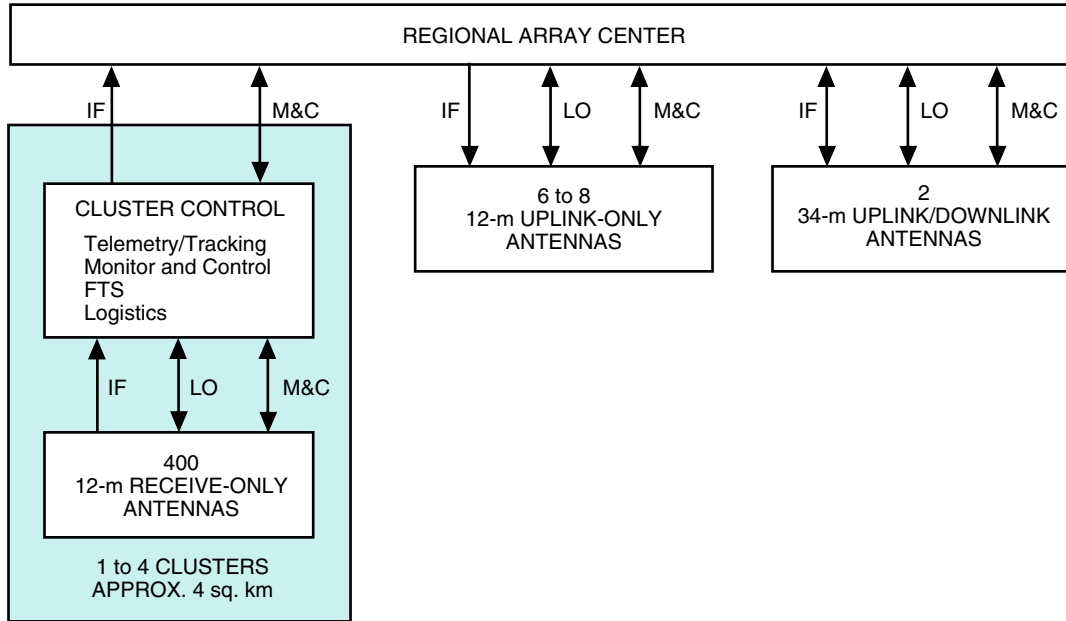 REGIONAL ARRAY CENTER
IF
M&C
IF
LO
M&C
IF
LO
M&C
CLUSTER CONTROL
Telemetry/Tracking
Monitor and Control
FTS
Logistics
6 to 8
12-m UPLINK-ONLY
ANTENNAS
2
34-m UPLINK/DOWNLINK
ANTENNAS
IF
LO
M&C
400
12-m RECEIVE-ONLY
ANTENNAS
1 to 4 CLUSTERS
APPROX. 4 sq. km